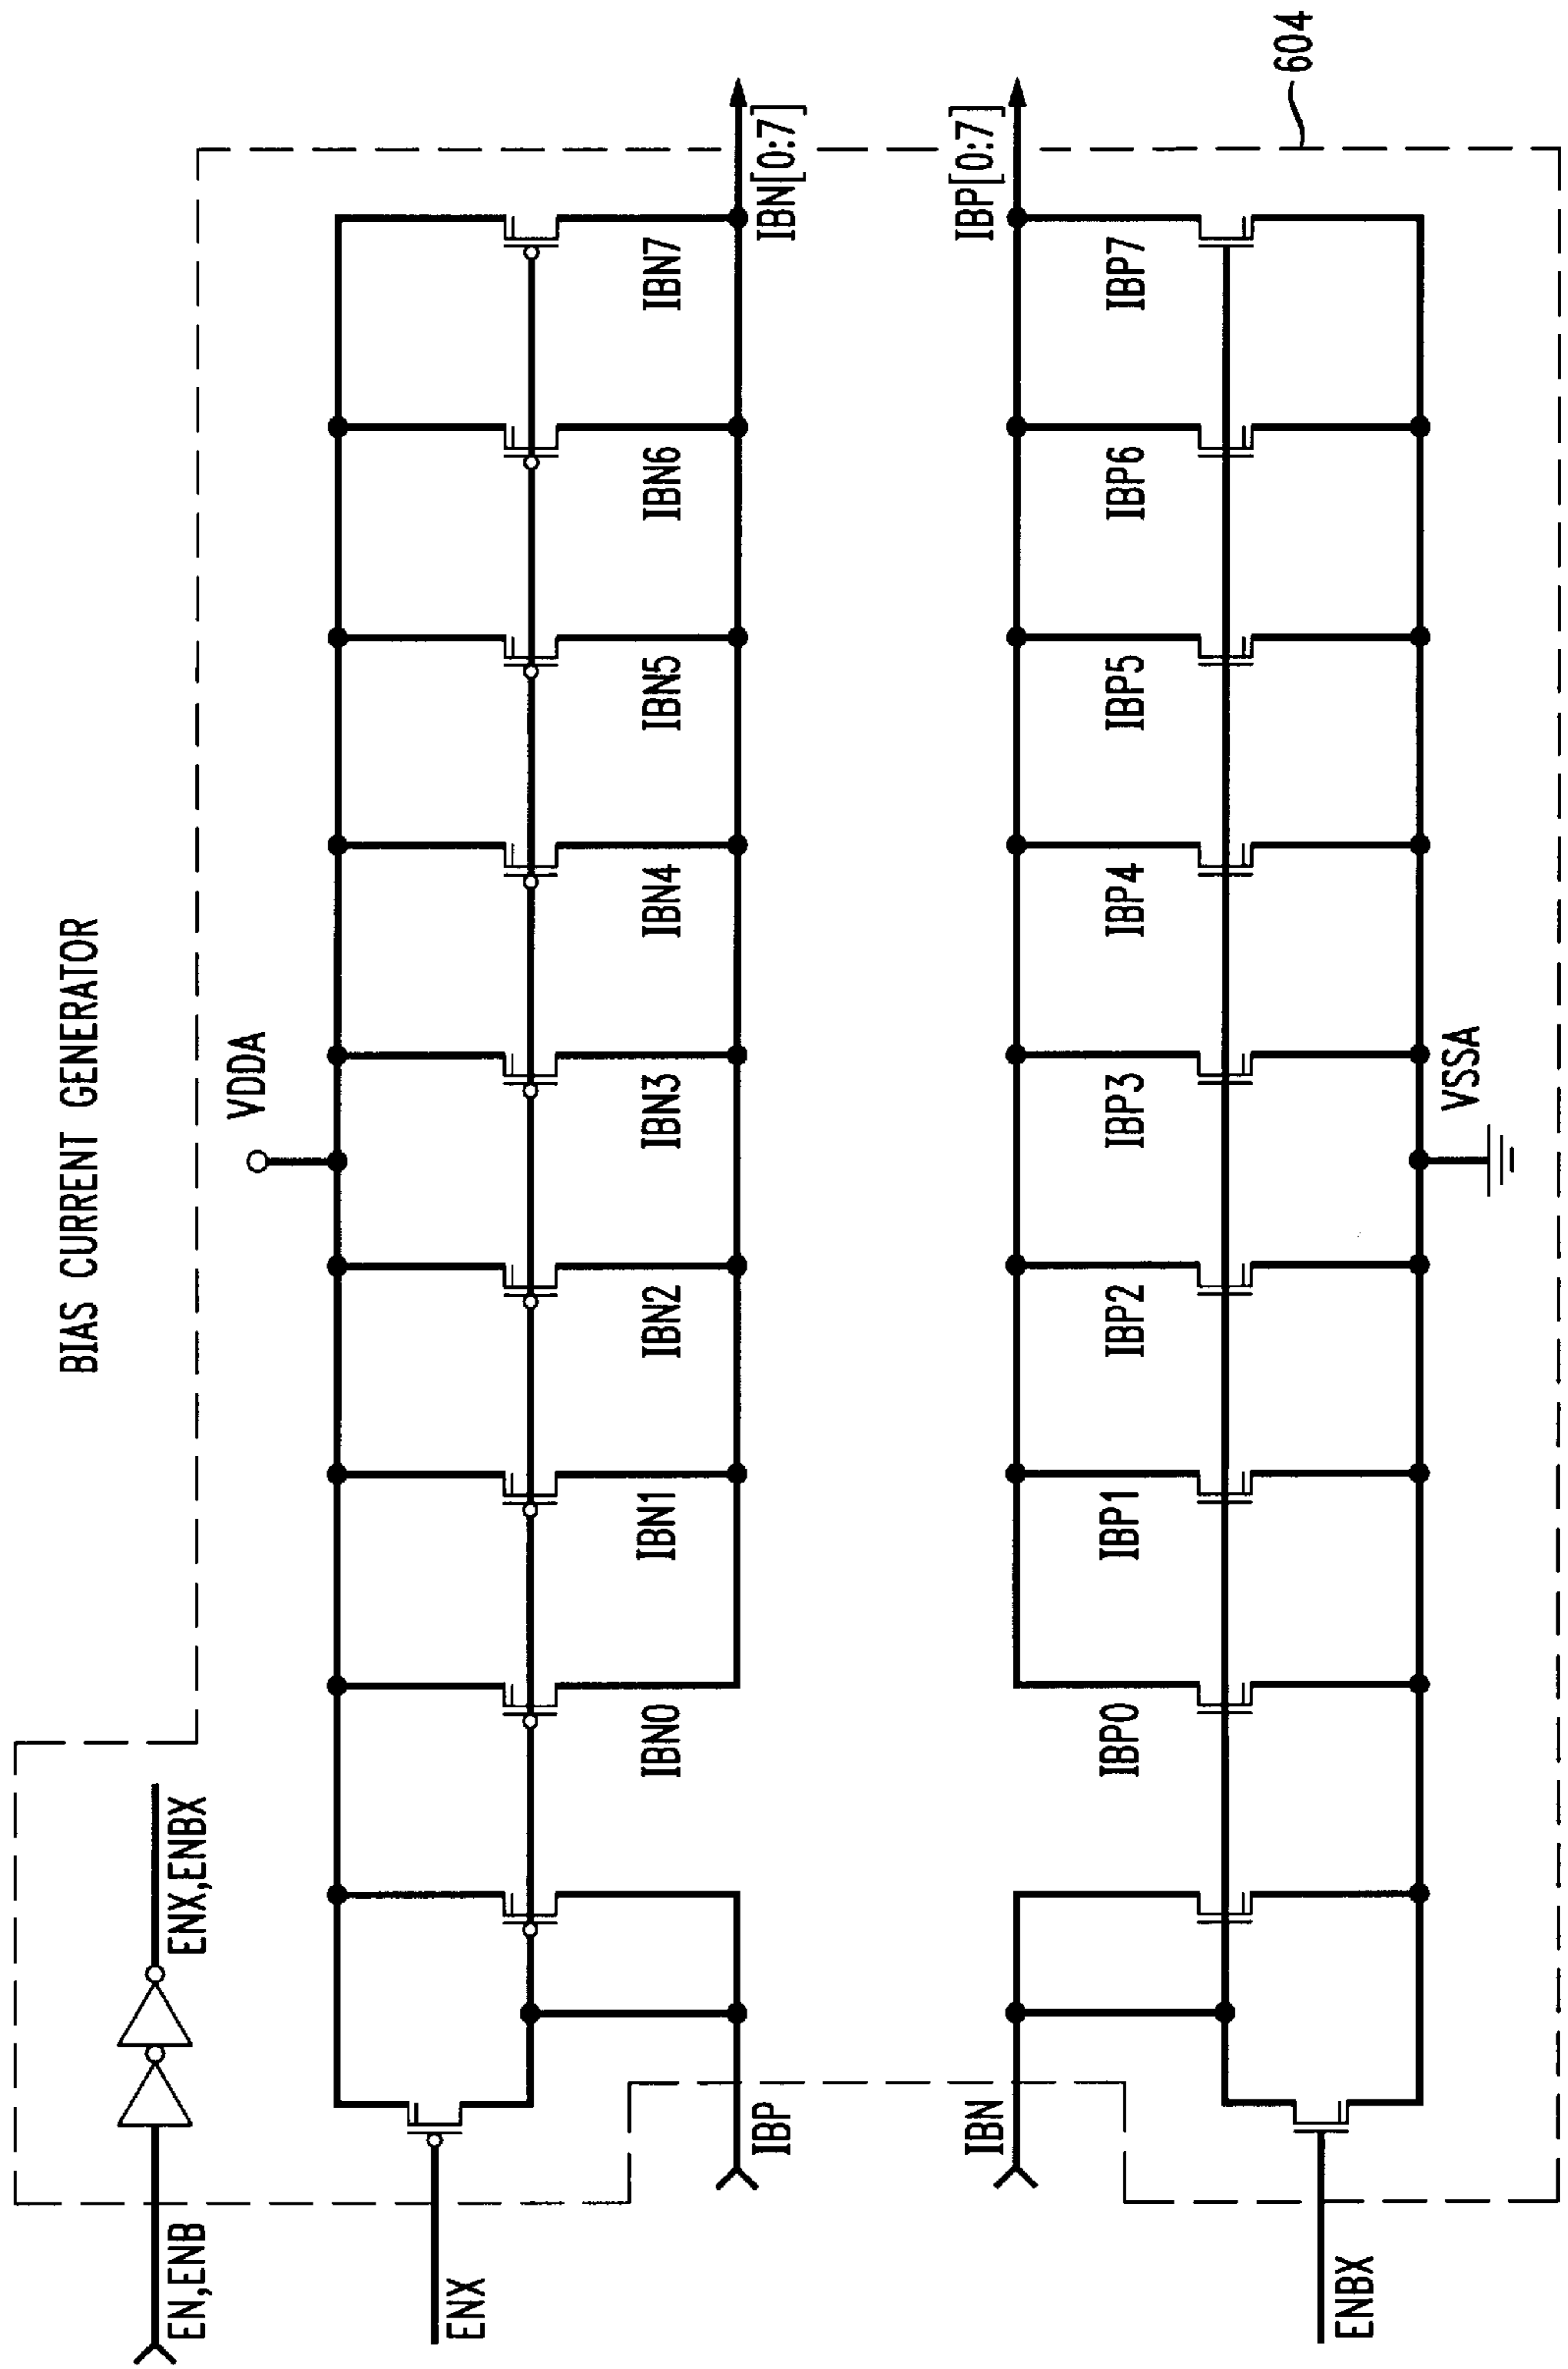 BIAS CURRENT GENERATOR
EN,ENB
ENX,ENBX
VDDA
ENX
IBN0
IBN1
IBN2
IBN3
IBN4
IBN5
IBN6
IBN7
IBP
IBN[0:7]
IBN
IBP[0:7]
IBP0
IBP1
IBP2
IBP3
IBP4
IBP5
IBP6
IBP7
ENBX
VSSA
604